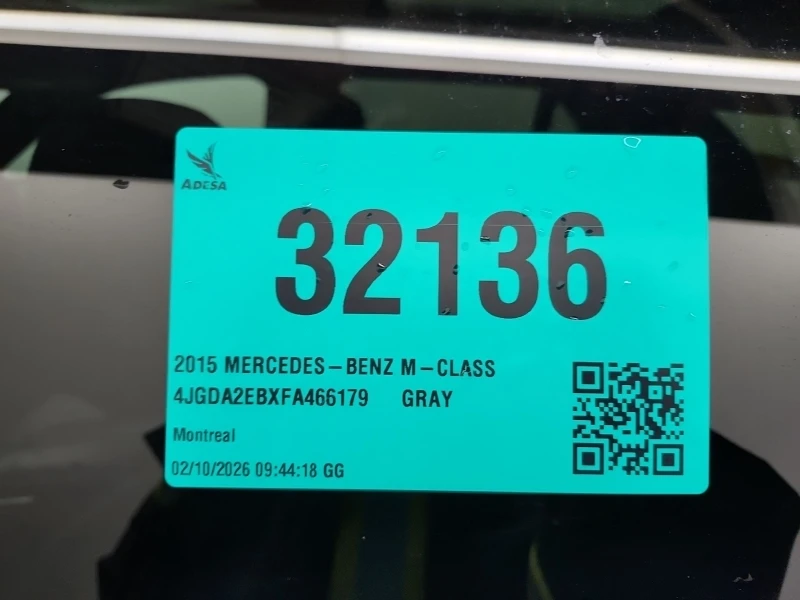 ADESA
32136
2015 MERCEDES-BENZ M-CLASS
4JGDA2EBXFA466179 GRAY
Montreal
02/10/2026 09:44:18 GG